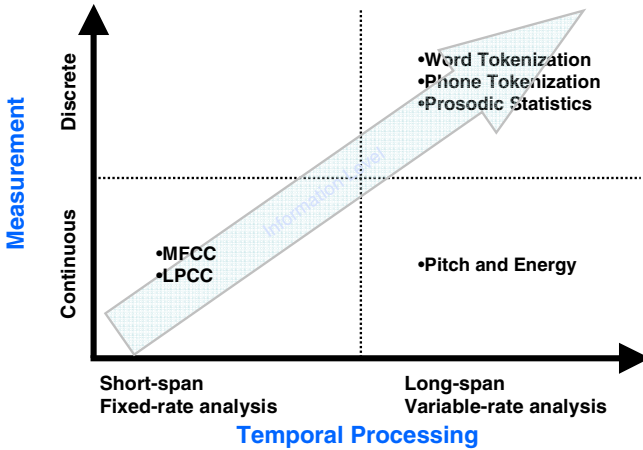 Measurement
Discrete
Continuous
•Word Tokenization
•Phone Tokenization
•Prosodic Statistics
Information Level
•MFCC
•LPCC
•Pitch and Energy
Short-span
Fixed-rate analysis
Long-span
Variable-rate analysis
Temporal Processing